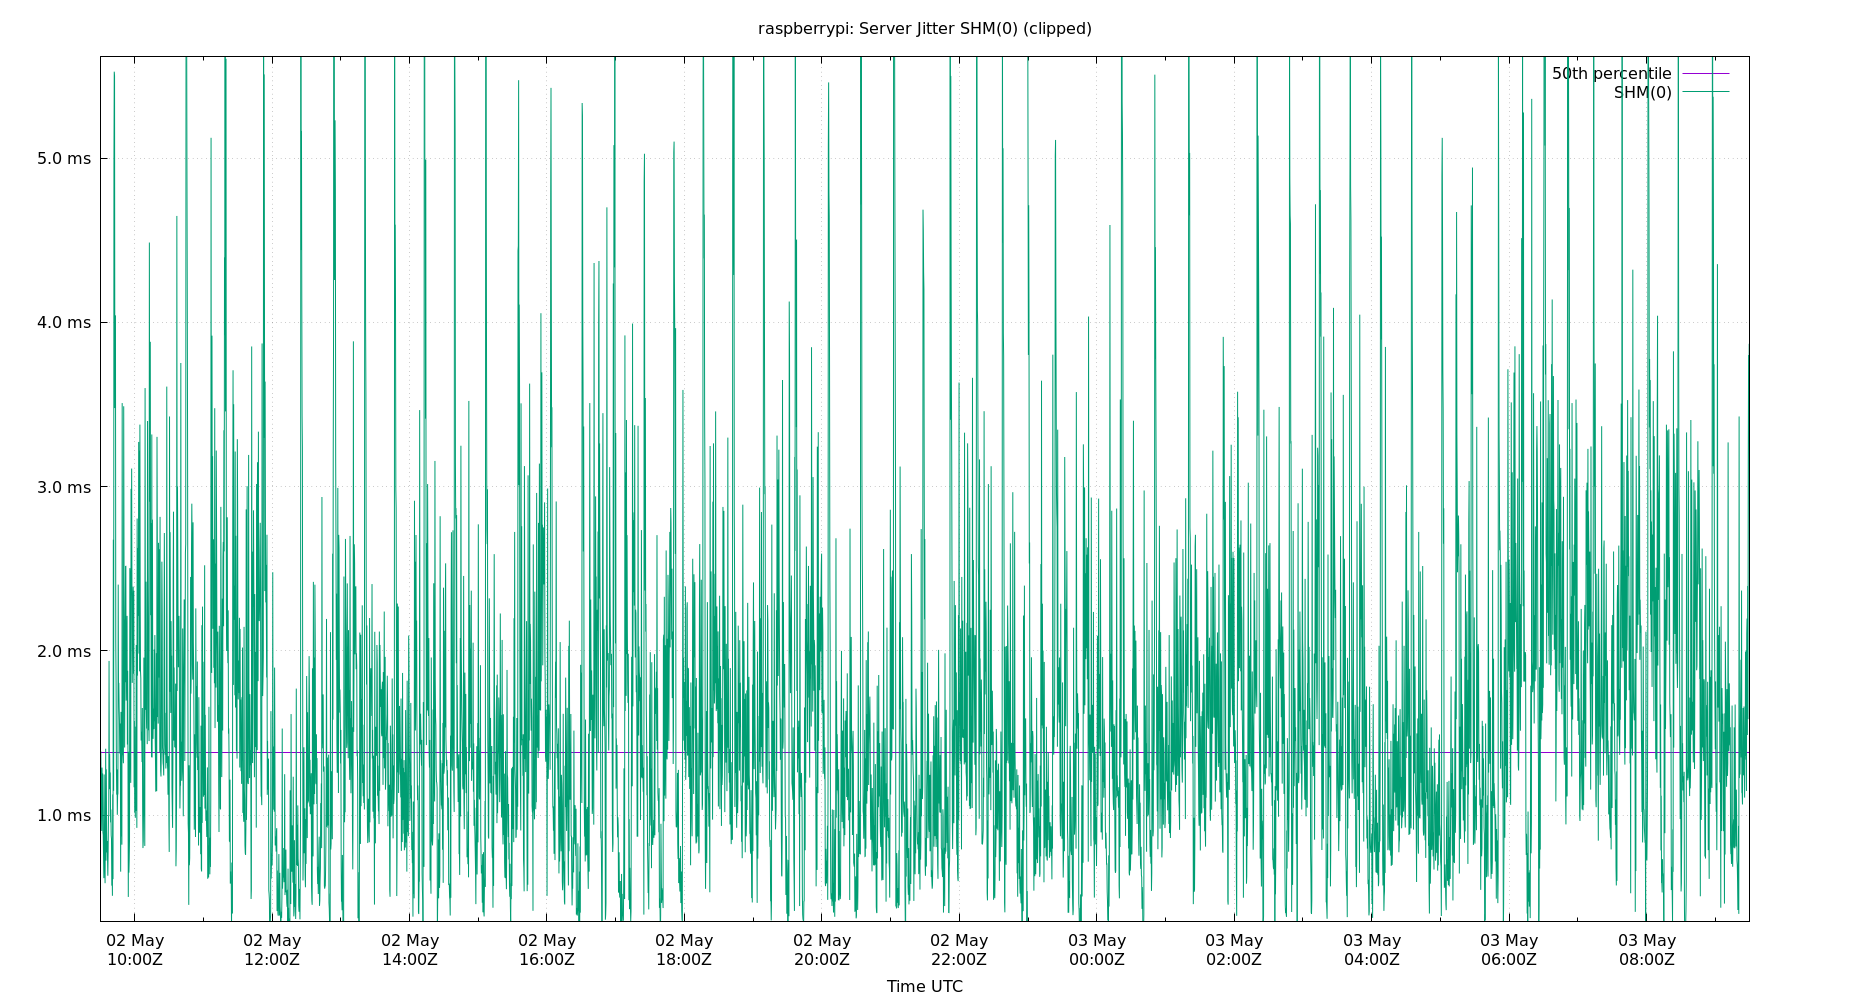 raspberrypi: Server Jitter SHM(0) (clipped)
50th percentile
SHM(0)
5.0 ms
4.0 ms
3.0 ms
2.0 ms
1.0 ms
02 May 02 May 02 May 02 May 02 May 02 May 02 May 03 May 03 May 03 May 03 May 03 May
10:00Z 12:00Z 14:00Z 16:00Z 18:00Z 20:00Z 22:00Z 00:00Z 02:00Z 04:00Z 06:00Z 08:00Z
Time UTC